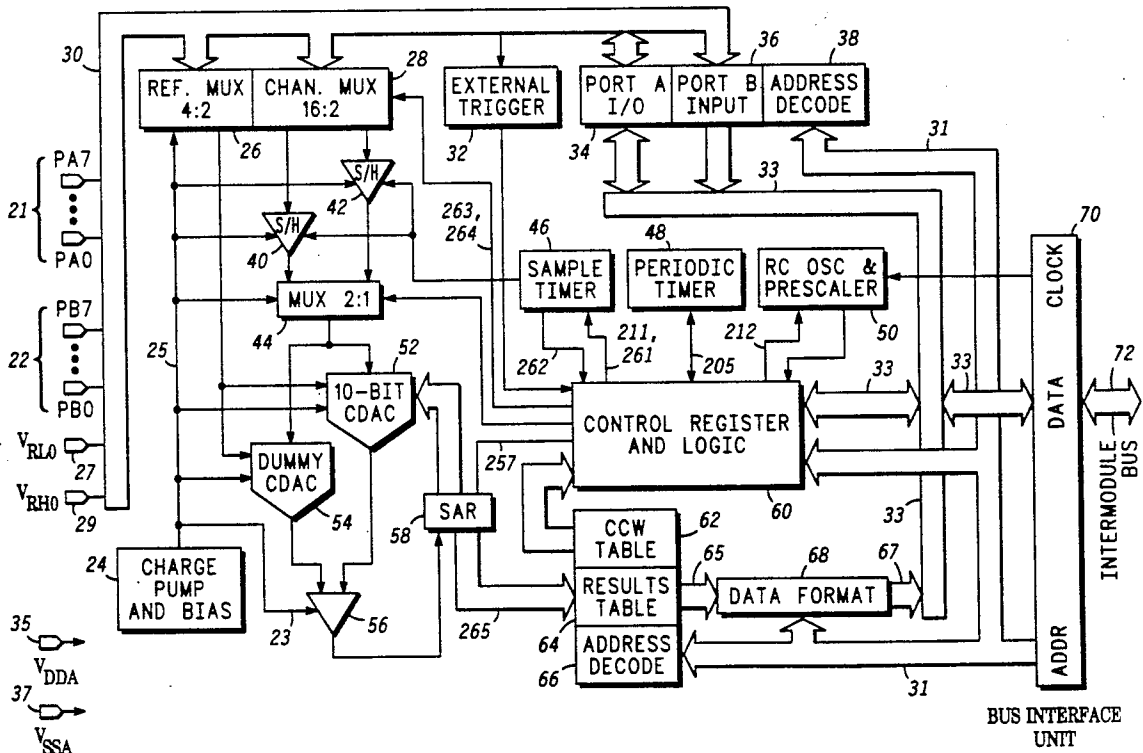 30
REF. MUX
4:2
CHAN. MUX
16:2
28
26
EXTERNAL
TRIGGER
32
36
38
PORT A
I/O
PORT B
INPUT
ADDRESS
DECODE
34
31
33
21
PA7
PA0
S/H
42
S/H
40
263,
264
46
SAMPLE
TIMER
48
PERIODIC
TIMER
RC OSC &
PRESCALER
50
70
CLOCK
22
PB7
PB0
25
MUX 2:1
44
262
211,
261
205
212
52
10-BIT
CDAC
CONTROL REGISTER
AND LOGIC
60
33
33
DATA
72
INTERMODULE
BUS
VRL0
27
VRH0
29
DUMMY
CDAC
54
257
SAR
58
24
CHARGE
PUMP
AND BIAS
23
56
265
CCW
TABLE
62
RESULTS
TABLE
64
ADDRESS
DECODE
66
65
68
DATA FORMAT
67
33
31
ADDR
35
VDDA
37
VSSA
BUS INTERFACE
UNIT